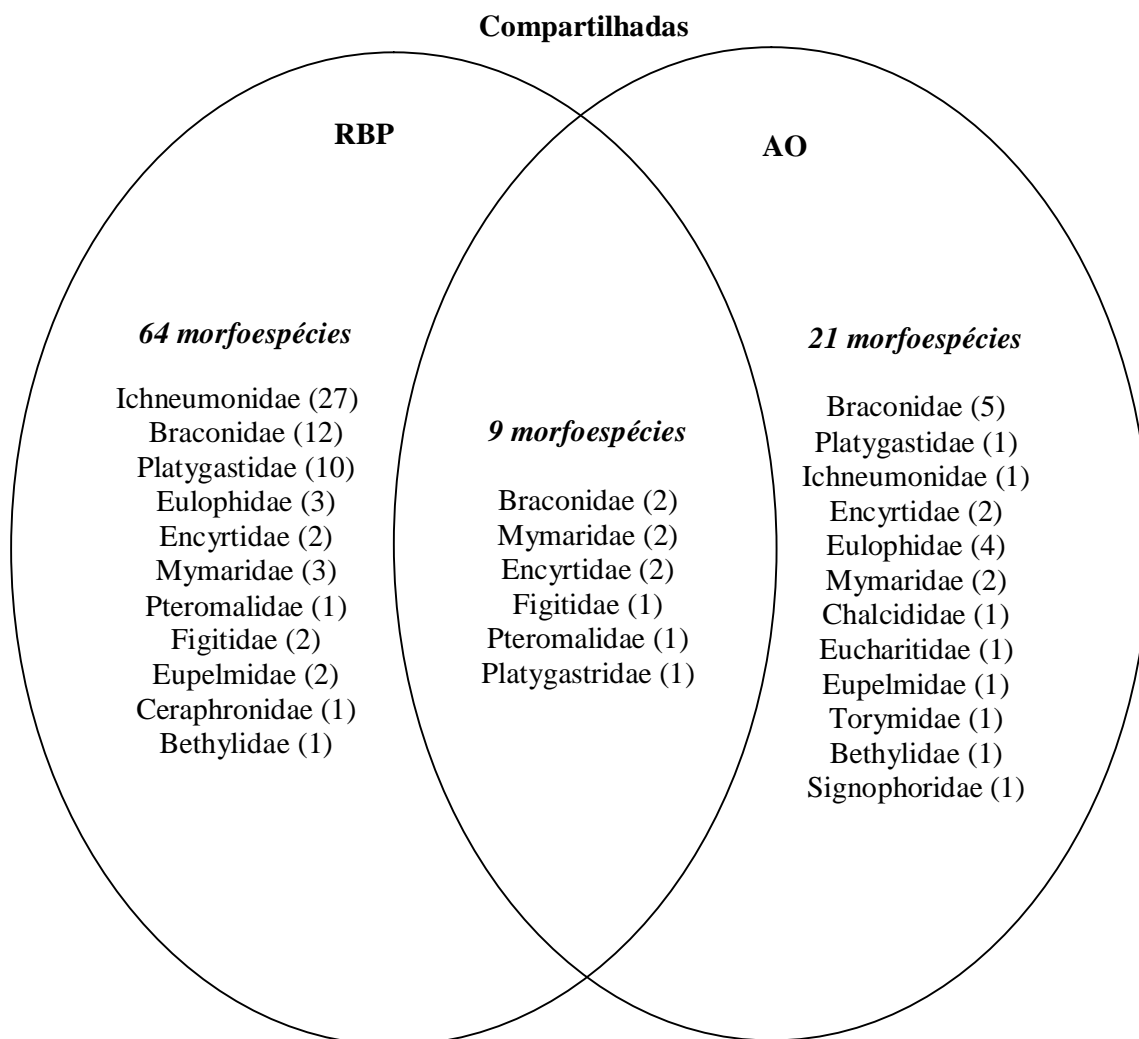 Compartilhadas
RBP
64 morfoespécies
Ichneumonidae (27)
Braconidae (12)
Platygastidae (10)
Eulophidae (3)
Encyrtidae (2)
Mymaridae (3)
Pteromalidae (1)
Figitidae (2)
Eupelmidae (2)
Ceraphronidae (1)
Bethylidae (1)
9 morfoespécies
Braconidae (2)
Mymaridae (2)
Encyrtidae (2)
Figitidae (1)
Pteromalidae (1)
Platygastridae (1)
AO
21 morfoespécies
Braconidae (5)
Platygastidae (1)
Ichneumonidae (1)
Encyrtidae (2)
Eulophidae (4)
Mymaridae (2)
Chalcididae (1)
Eucharitidae (1)
Eupelmidae (1)
Torymidae (1)
Bethylidae (1)
Signophoridae (1)